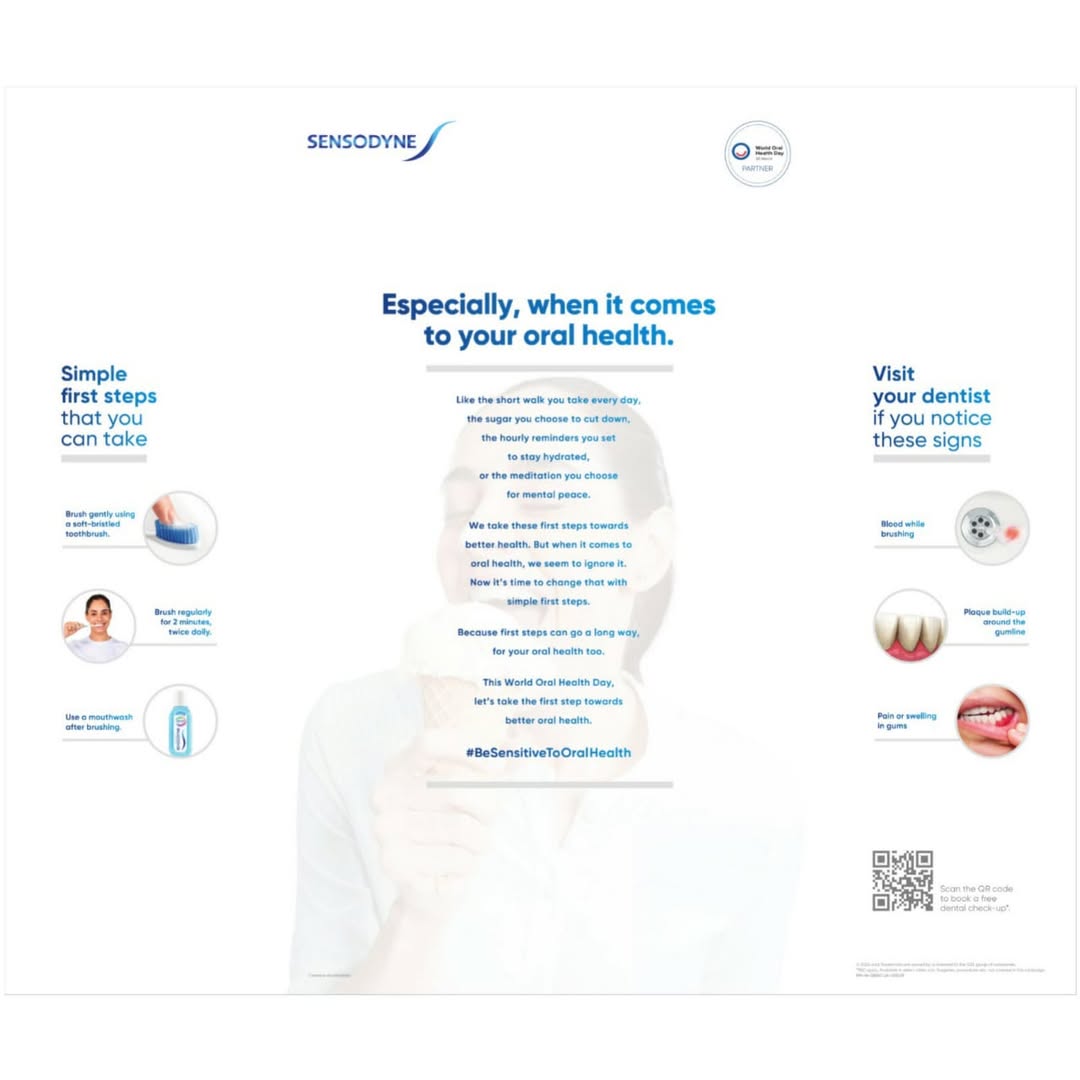 SENSODYNE
World Oral
Health Day
20 March
PARTNER
Especially, when it comes
to your oral health.
Like the short walk you take every day,
the sugar you choose to cut down,
the hourly reminders you set
to stay hydrated,
or the meditation you choose
for mental peace.
We take these first steps towards
better health. But when it comes to
oral health, we seem to ignore it.
Now it's time to change that with
simple first steps.
Because first steps can go a long way,
for your oral health too.
This World Oral Health Day,
let's take the first step towards
better oral health.
#BeSensitiveToOralHealth
Simple
first steps
that you
can take
Brush gently using
a soft-bristled
toothbrush.
Brush regularly
for 2 minutes,
twice daily.
Use a mouthwash
after brushing.
Visit
your dentist
if you notice
these signs
Blood while
brushing
Plaque build-up
around the
gumline
Pain or swelling
in gums
Scan the QR code
to book a free
dental check-up*.